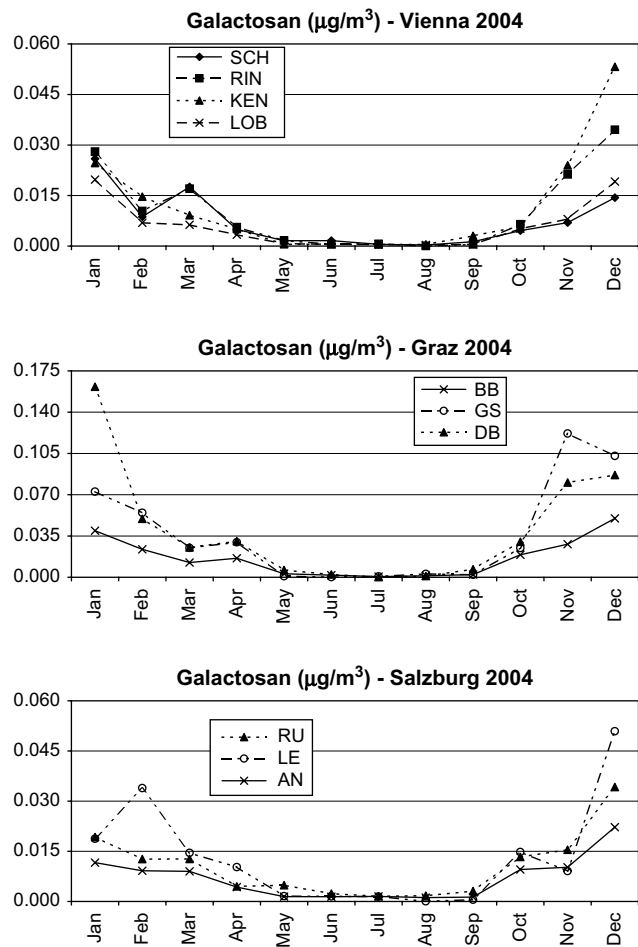 Galactosan (µg/m³) - Vienna 2004
0.060
0.045
0.030
0.015
0.000
SCH
RIN
KEN
LOB
Jan Feb Mar Apr May Jun Jul Aug Sep Oct Nov Dec
Galactosan (µg/m³) - Graz 2004
0.175
0.140
0.105
0.070
0.035
0.000
BB
GS
DB
Jan Feb Mar Apr May Jun Jul Aug Sep Oct Nov Dec
Galactosan (µg/m³) - Salzburg 2004
0.060
0.045
0.030
0.015
0.000
RU
LE
AN
Jan Feb Mar Apr May Jun Jul Aug Sep Oct Nov Dec